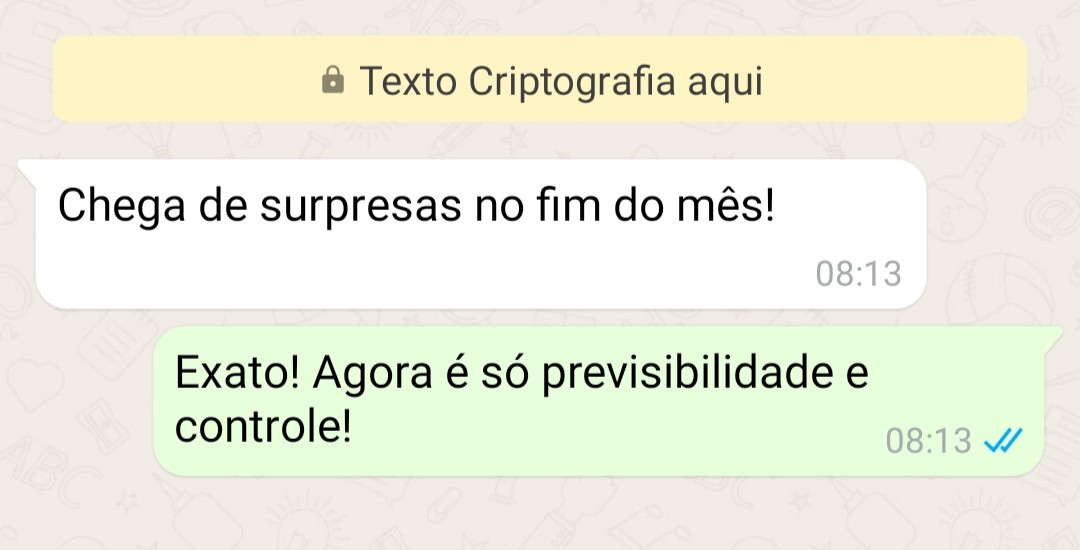 Texto Criptografia aqui
Chega de surpresas no fim do mês!
08:13
Exato! Agora é só previsibilidade e
controle!
08:13